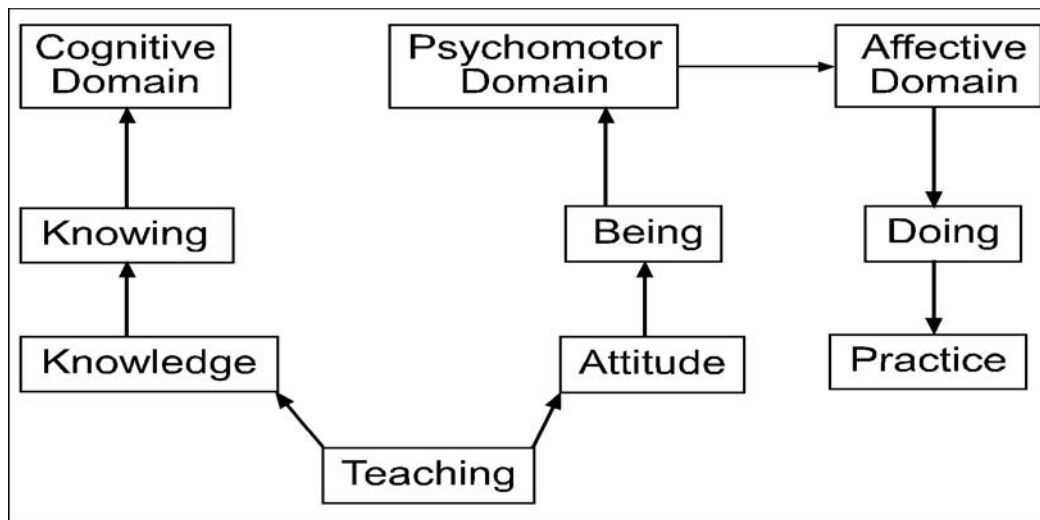 Cognitive
Domain
Psychomotor
Domain
Affective
Domain
Knowing
Being
Doing
Knowledge
Attitude
Practice
Teaching